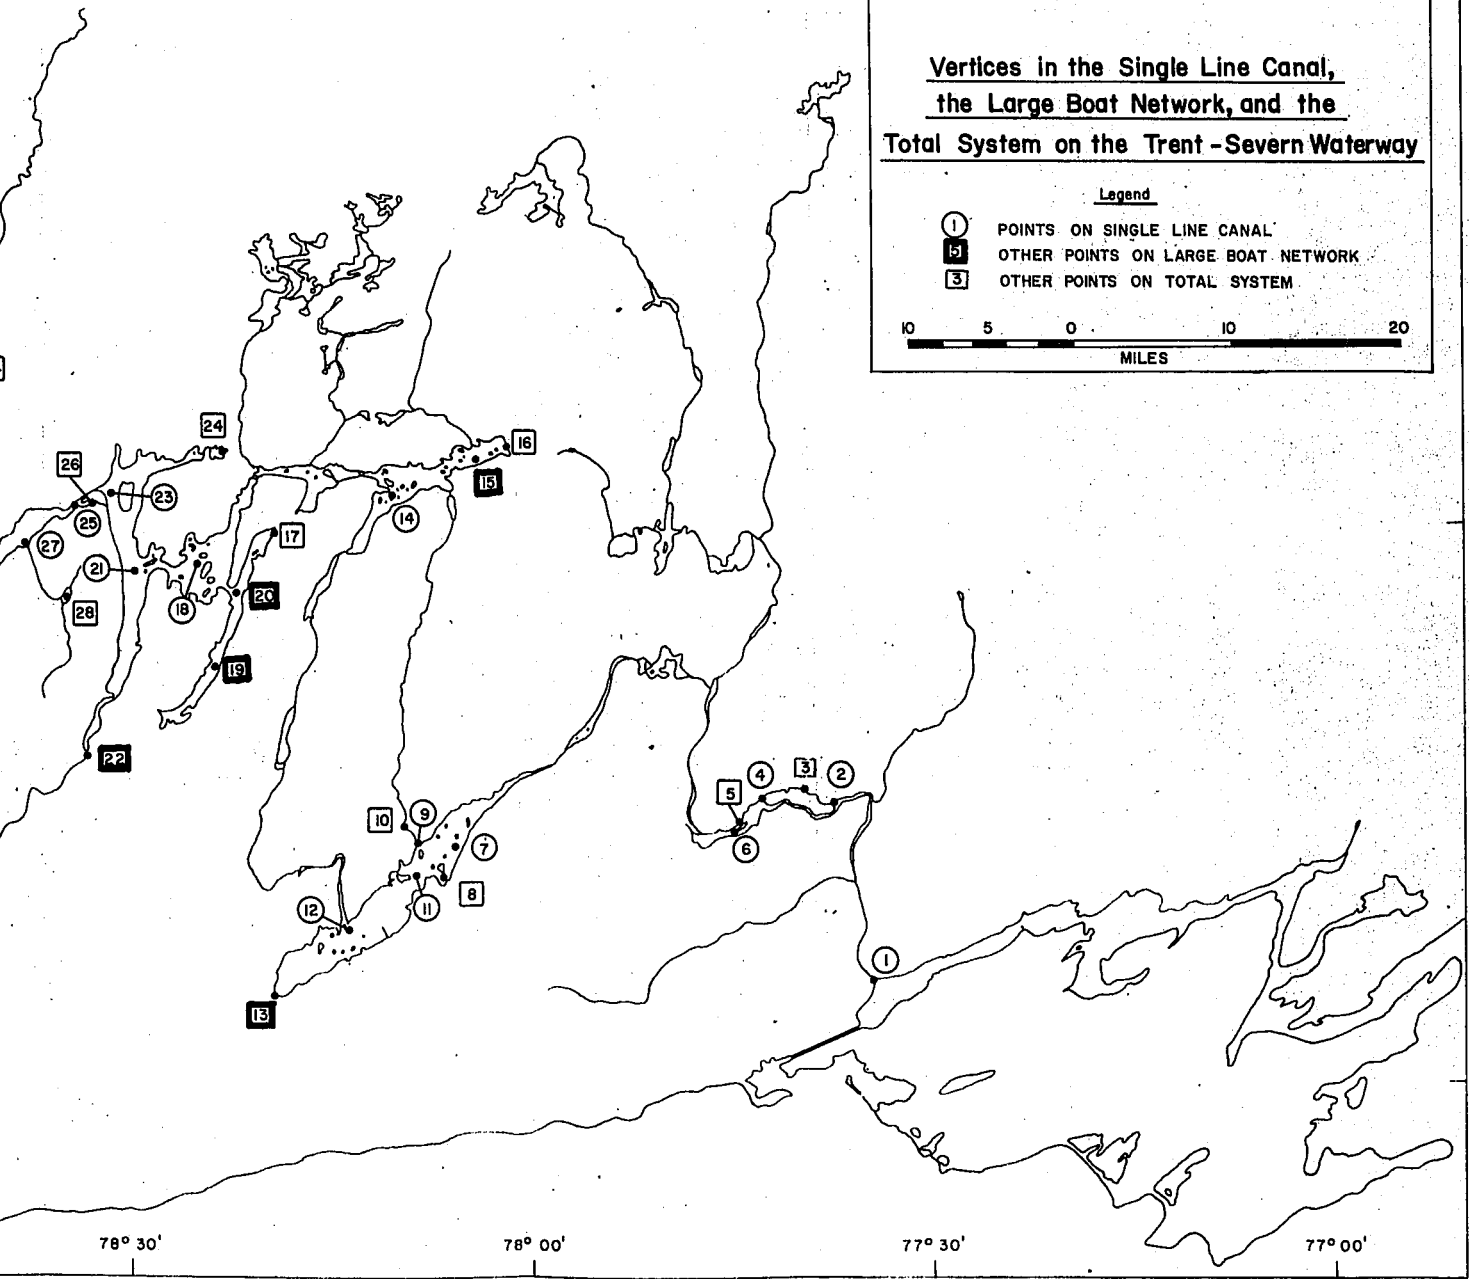 Vertices in the Single Line Canal,
the Large Boat Network, and the
Total System on the Trent-Severn Waterway
Legend
1 POINTS ON SINGLE LINE CANAL
15 OTHER POINTS ON LARGE BOAT NETWORK
3 OTHER POINTS ON TOTAL SYSTEM
10 5 0 10 20
MILES
24
16
26
23
15
25
14
17
27
21
20
28
18
19
22
5
4
3
2
10
9
7
6
8
12
11
1
13
78° 30' 78° 00' 77° 30' 77° 00'